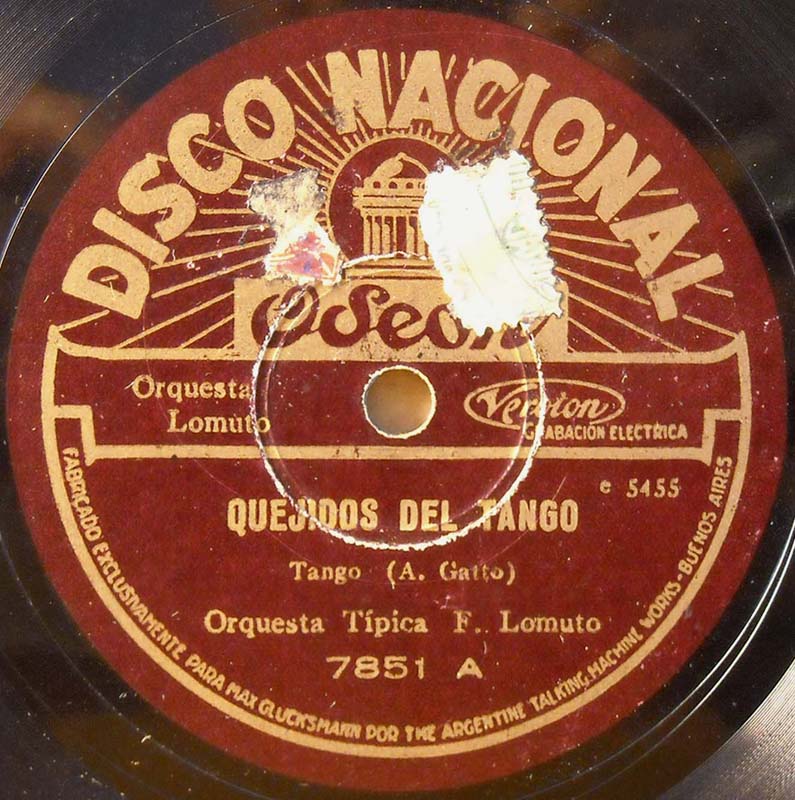 DISCO NACIONAL
Odeon
Orquesta
Lomuto
Veroton
GRABACIÓN ELECTRICA
e 5455
QUEJIDOS DEL TANGO
Tango (A. Gatto)
Orquesta Típica F. Lomuto
7851 A
FABRICADO EXCLUSIVAMENTE PARA MAX GLUCKSMANN POR THE ARGENTINE TALKING MACHINE WORKS - BUENOS AIRES